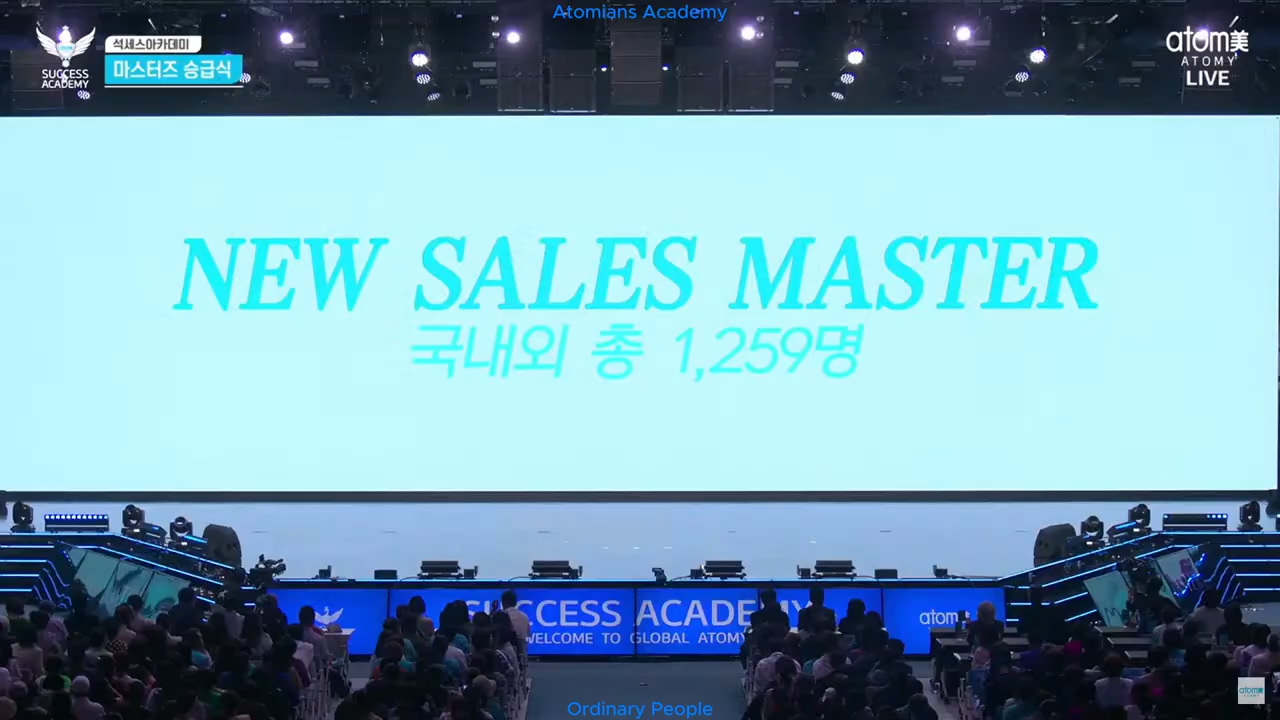 Atomians Academy
SUCCESS
ACADEMY
석세스아카데미
마스터즈 승급식
atom美
ATOMY
LIVE
NEW SALES MASTER
국내외 총 1,259명
SUCCESS ACADEMY
WELCOME TO GLOBAL ATOMY
atom
atom美
Ordinary People